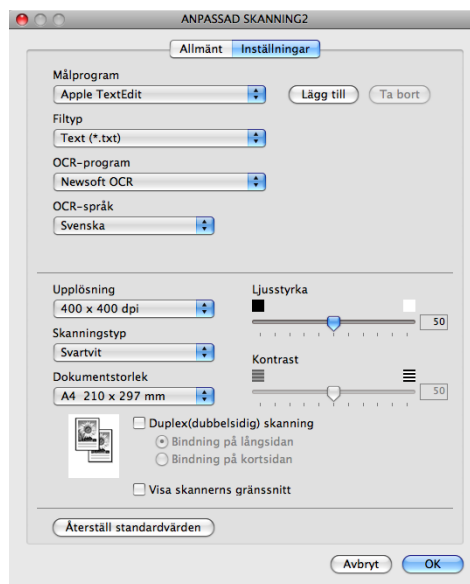 ANPASSAD SKANNING2
Allmänt Inställningar
Målprogram
Apple TextEdit Lägg till Ta bort
Filtyp
Text (*.txt)
OCR-program
Newsoft OCR
OCR-språk
Svenska
Upplösning Ljusstyrka
400 x 400 dpi 50
Skanningstyp
Svartvit Kontrast
Dokumentstorlek
A4 210 x 297 mm 50
Duplex(dubbelsidig) skanning
Bindning på långsidan
Bindning på kortsidan
Visa skannerns gränssnitt
Återställ standardvärden
Avbryt OK